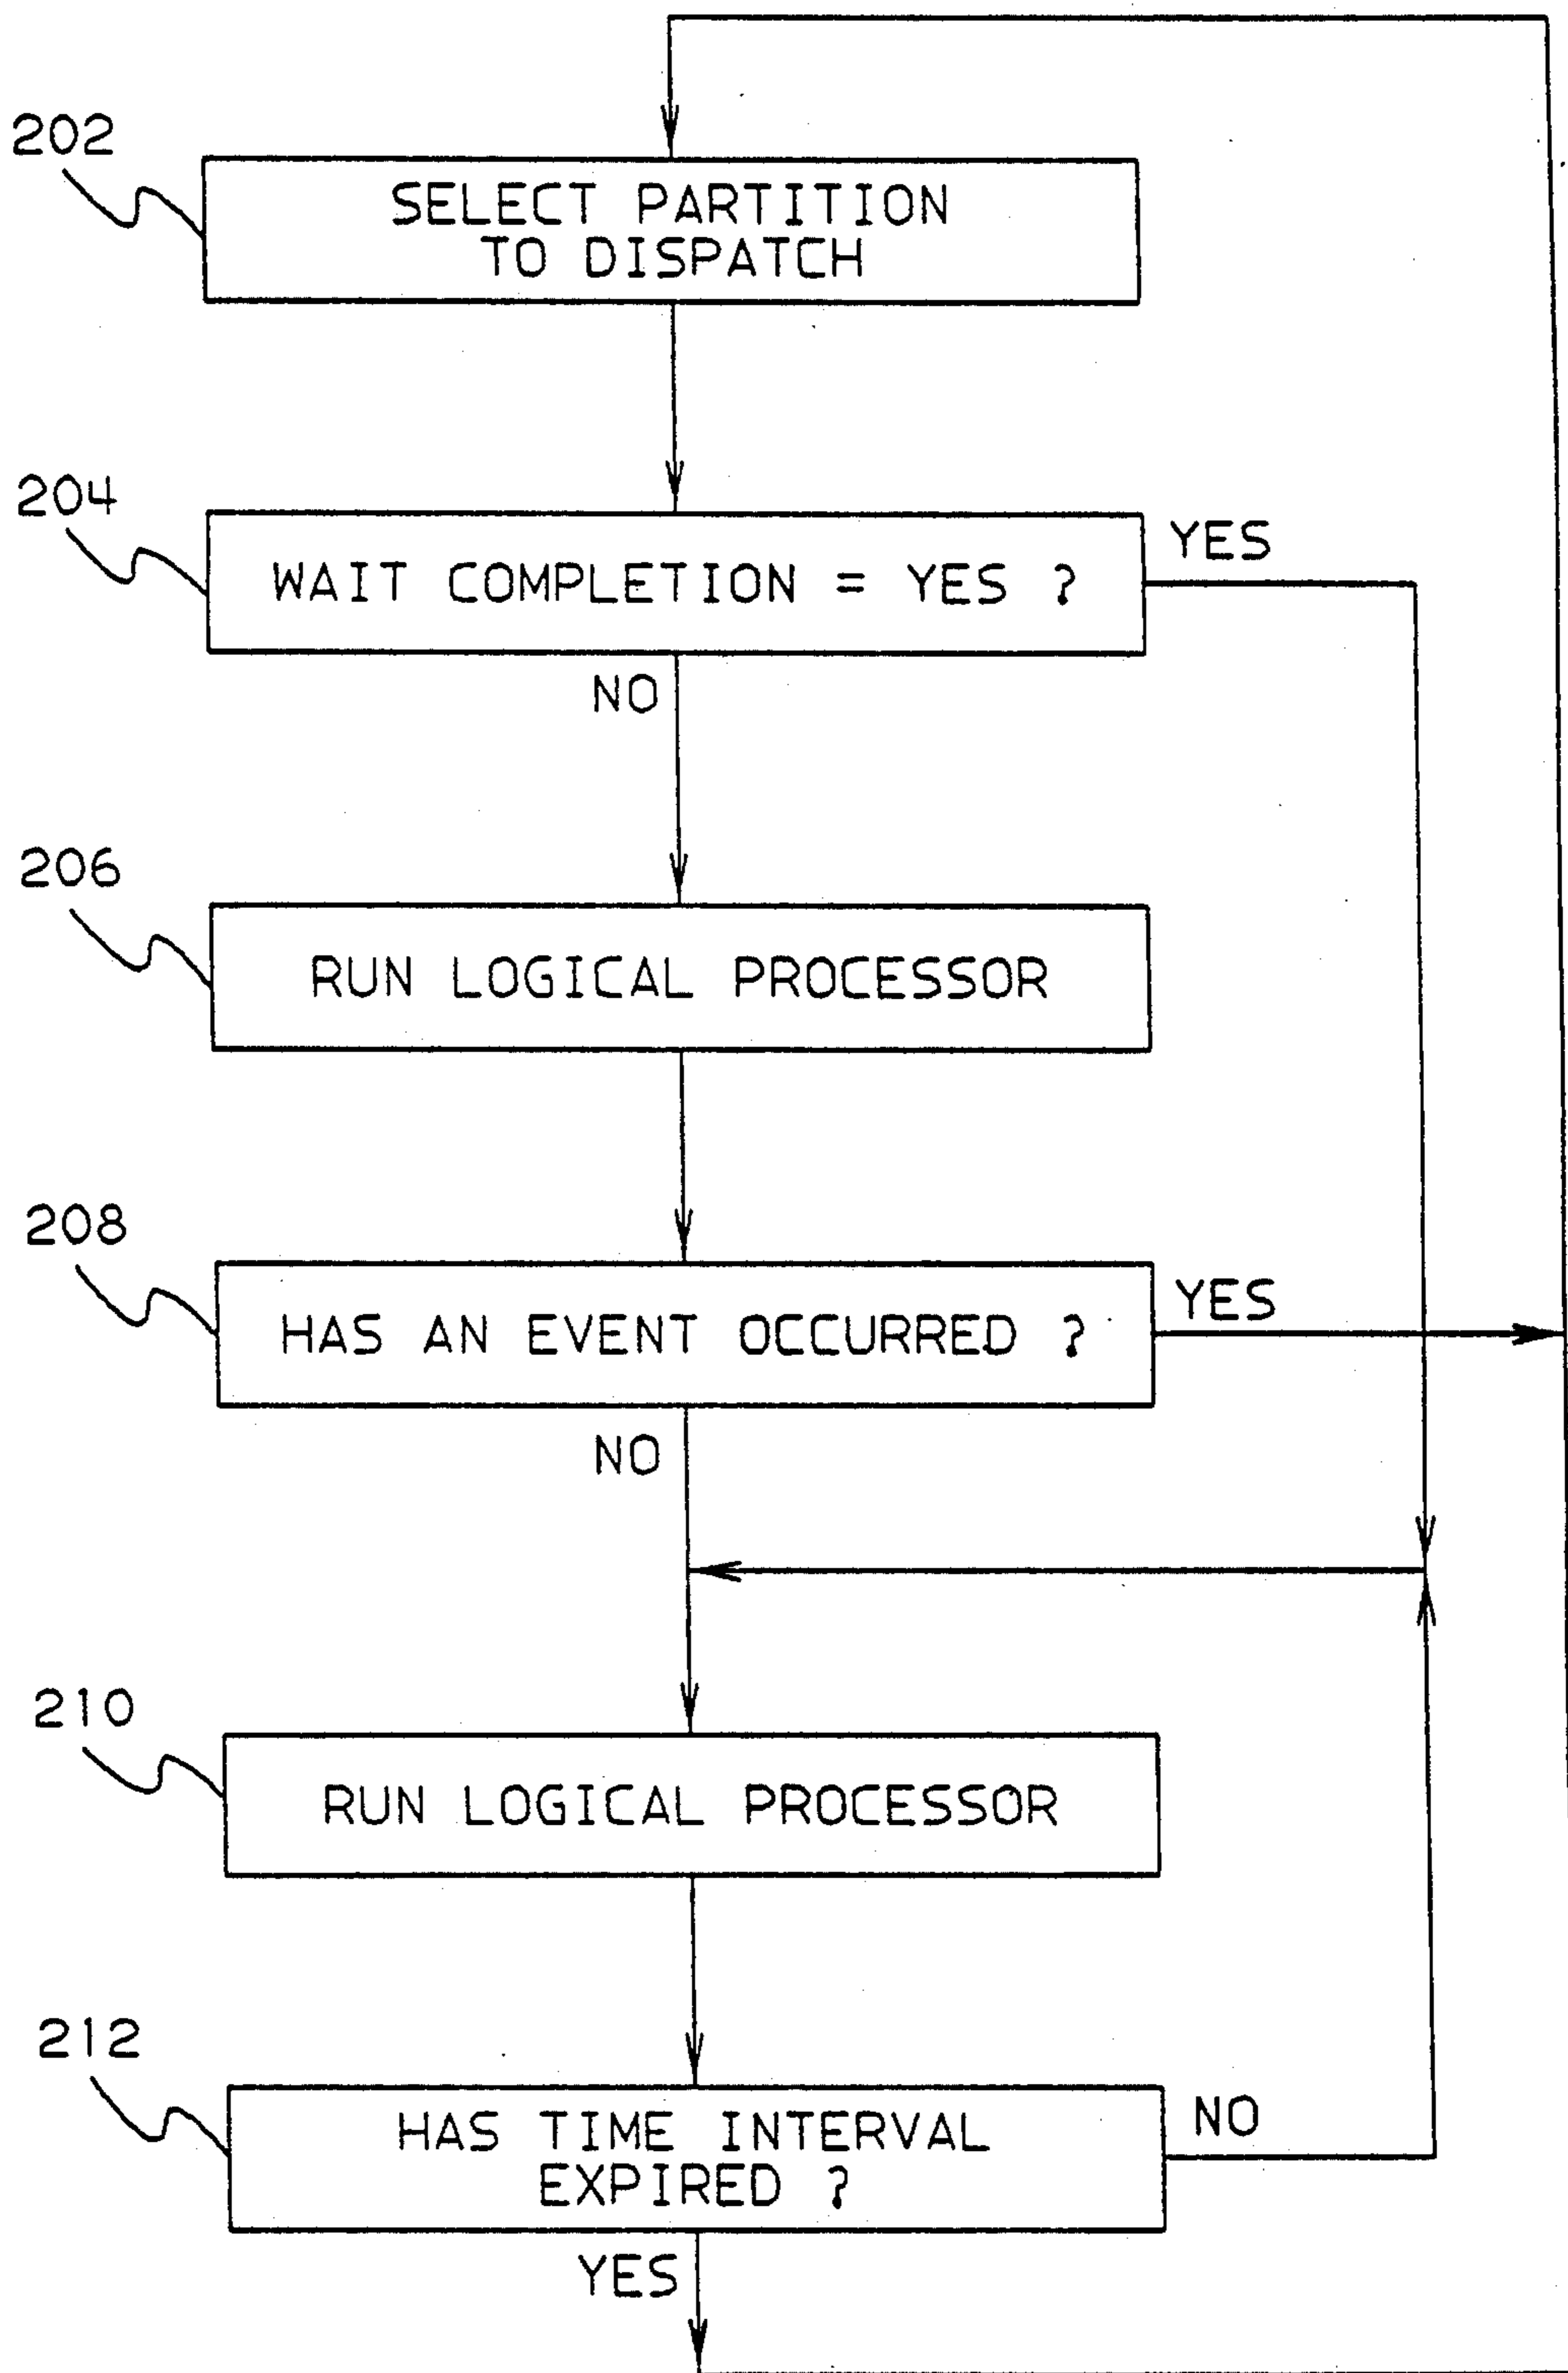 202
SELECT PARTITION
TO DISPATCH
204
WAIT COMPLETION = YES ?
YES
NO
206
RUN LOGICAL PROCESSOR
208
HAS AN EVENT OCCURRED ?
YES
NO
210
RUN LOGICAL PROCESSOR
212
HAS TIME INTERVAL
EXPIRED ?
NO
YES